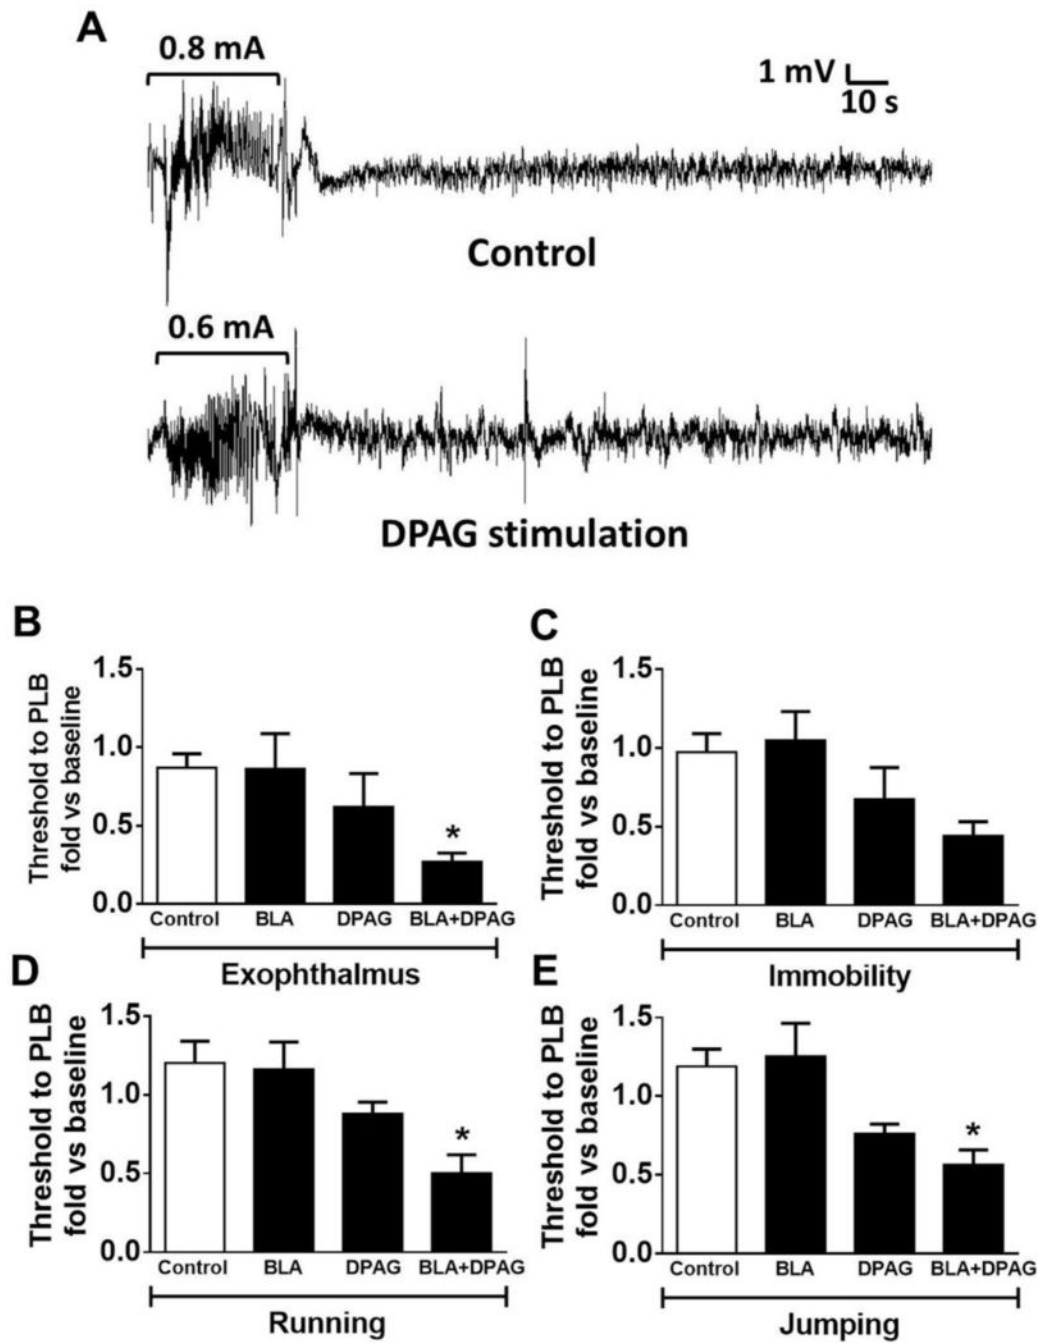 A
0.8 mA
1 mV
10 s
Control
0.6 mA
DPAG stimulation
B
Threshold to PLB
fold vs baseline
1.5
1.0
0.5
0.0
*
Control BLA DPAG BLA+DPAG
Exophthalmus
C
Threshold to PLB
fold vs baseline
1.5
1.0
0.5
0.0
Control BLA DPAG BLA+DPAG
Immobility
D
Threshold to PLB
fold vs baseline
1.5
1.0
0.5
0.0
*
Control BLA DPAG BLA+DPAG
Running
E
Threshold to PLB
fold vs baseline
1.5
1.0
0.5
0.0
*
Control BLA DPAG BLA+DPAG
Jumping